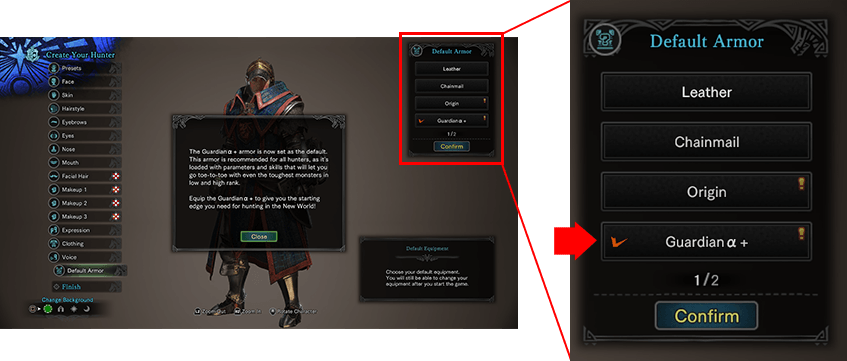 Create Your Hunter
Presets
Face
Skin
Hairstyle
Eyebrows
Eyes
Nose
Mouth
Facial Hair
Makeup 1
Makeup 2
Makeup 3
Expression
Clothing
Voice
Default Armor
Finish
Change Background
The Guardian α + armor is now set as the default.
This armor is recommended for all hunters, as it's
loaded with parameters and skills that will let you
go toe-to-toe with even the toughest monsters in
low and high rank.
Equip the Guardian α + to give you the starting
edge you need for hunting in the New World!
Close
Default Armor
Leather
Chainmail
Origin
Guardian α +
1/2
Confirm
Default Equipment
Choose your default equipment.
You will still be able to change your
equipment after you start the game.
Zoom Out
Zoom In
Rotate Character
Default Armor
Leather
Chainmail
Origin
Guardian α +
1/2
Confirm